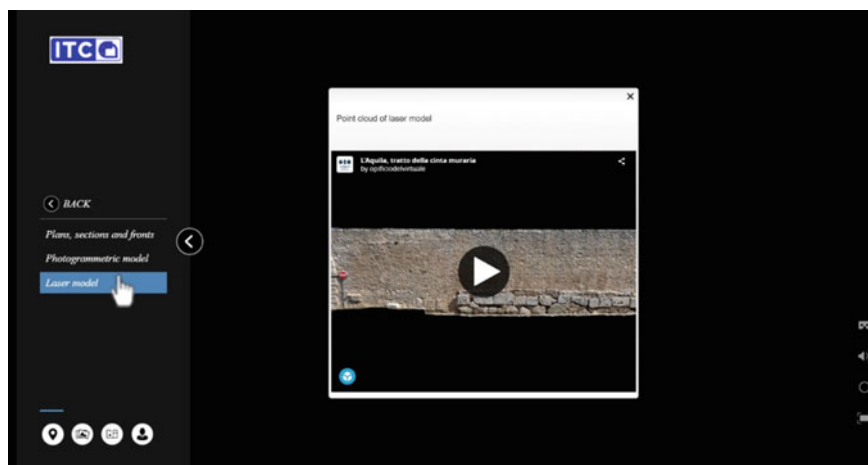 ITC
BACK
Plans, sections and fronts
Photogrammetric model
Laser model
Point cloud of laser model
L'Aquila, tratto della cinta muraria
by opificiodelvirtuale